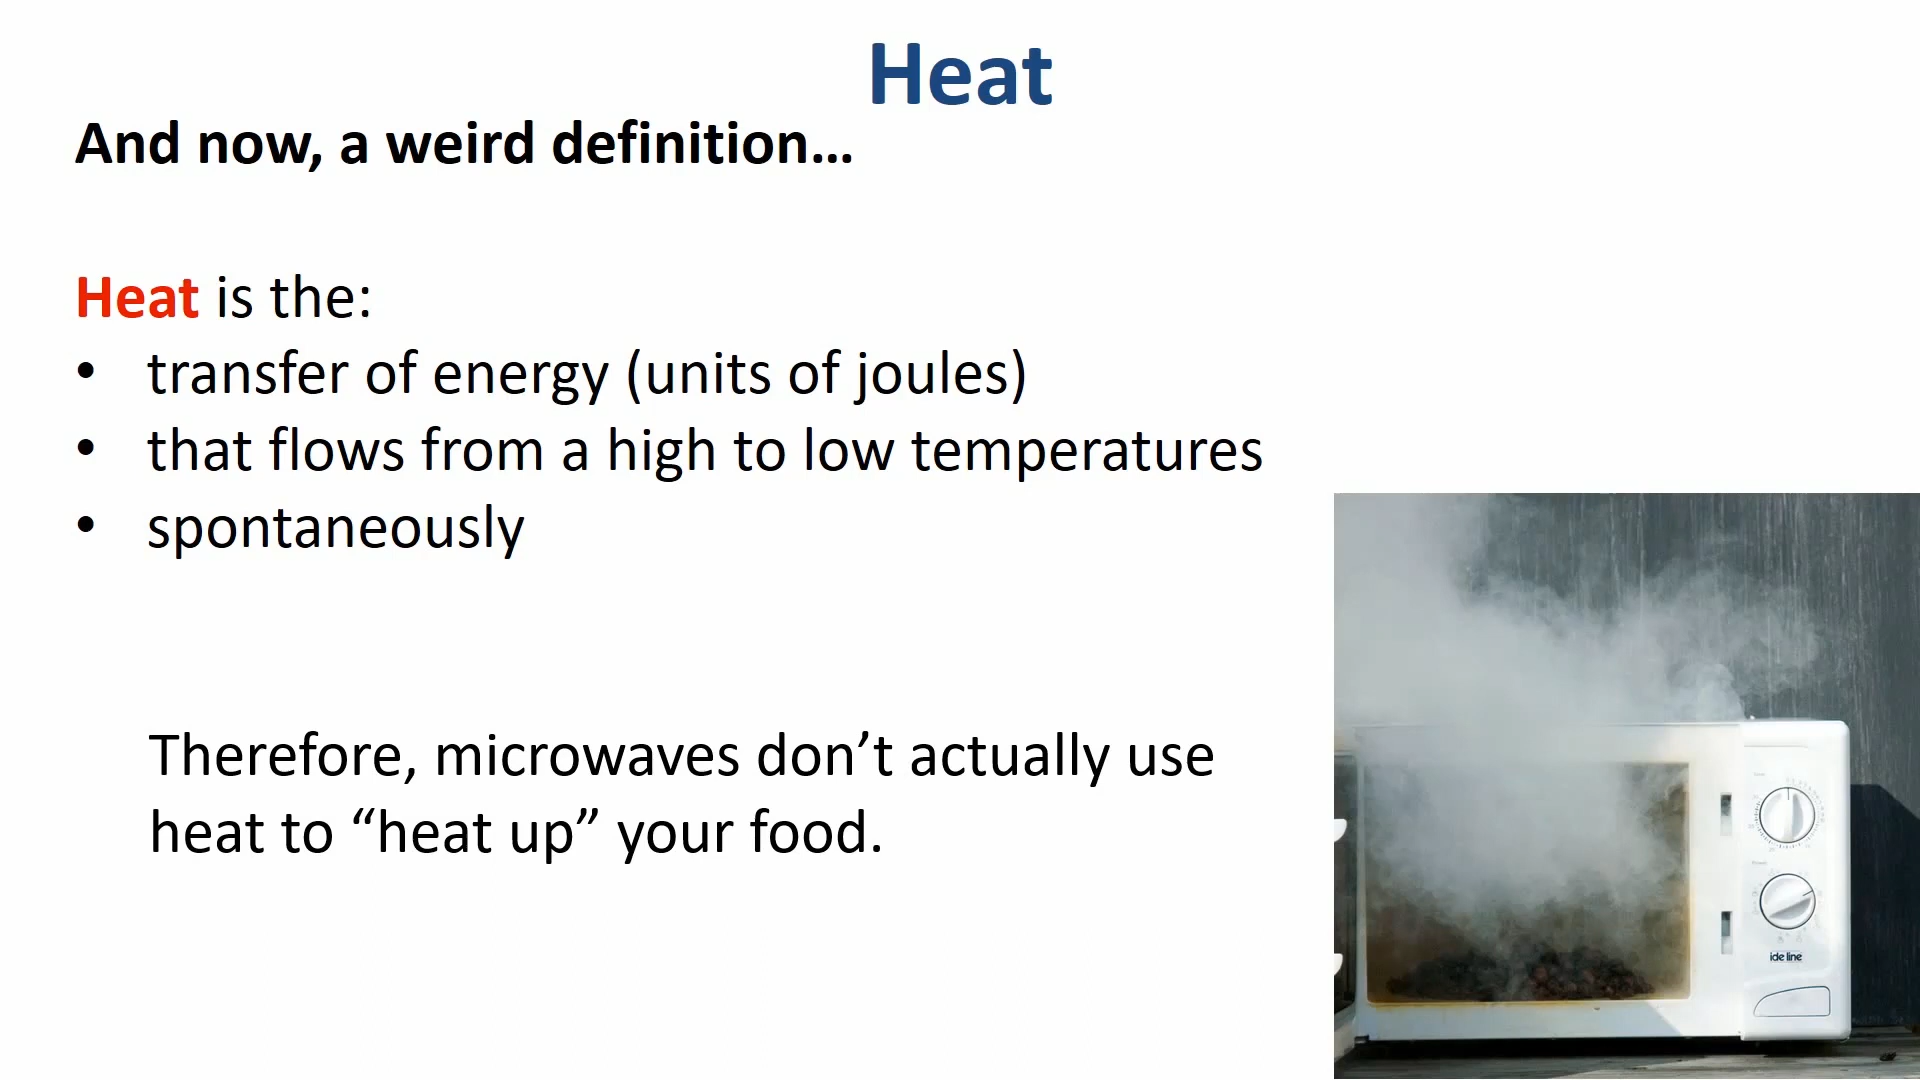 Heat
And now, a weird definition…
Heat is the:
• transfer of energy (units of joules)
• that flows from a high to low temperatures
• spontaneously
Therefore, microwaves don’t actually use
heat to “heat up” your food.
ide line